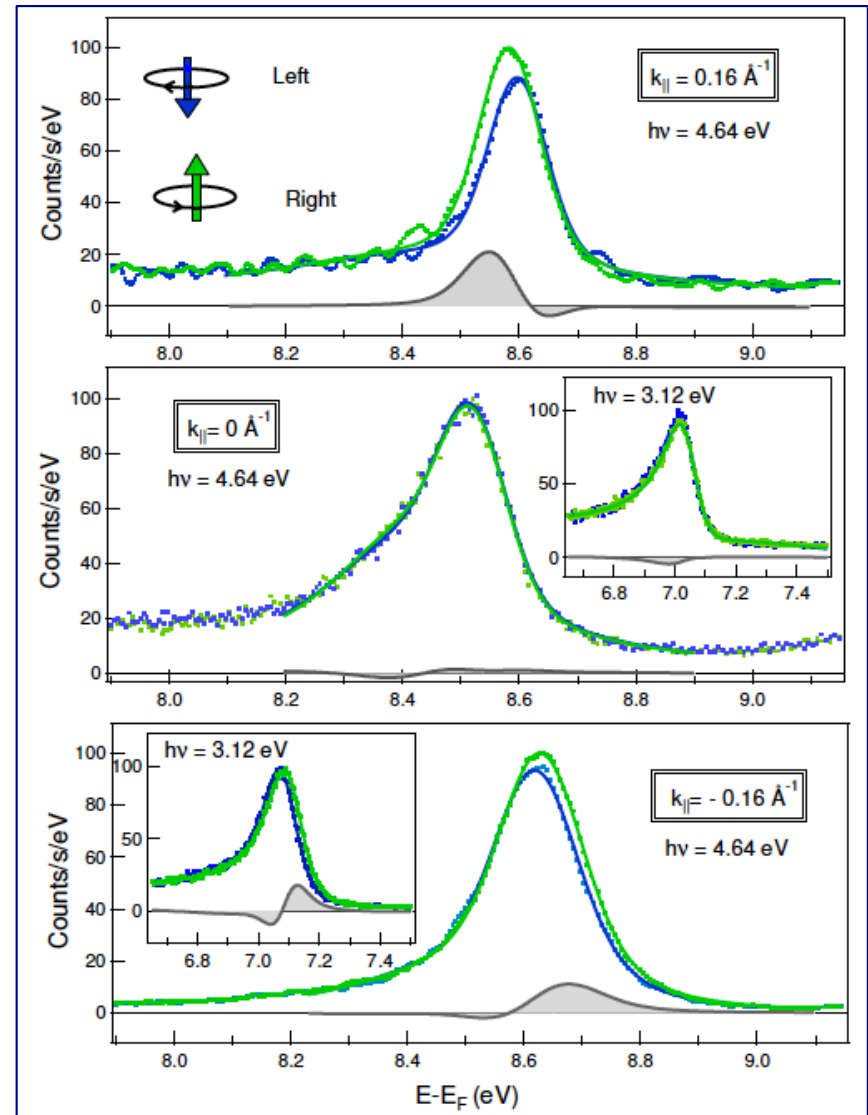 100
80
60
40
20
0
Counts/s/eV
Left
Right
k|| = 0.16 Å-1
hν = 4.64 eV
8.0 8.2 8.4 8.6 8.8 9.0
100
80
60
40
20
0
Counts/s/eV
k||= 0 Å-1
hν = 4.64 eV
hν = 3.12 eV
100
50
0
6.8 7.0 7.2 7.4
8.0 8.2 8.4 8.6 8.8 9.0
100
80
60
40
20
0
Counts/s/eV
hν = 3.12 eV
100
50
0
6.8 7.0 7.2 7.4
k||= - 0.16 Å-1
hν = 4.64 eV
8.0 8.2 8.4 8.6 8.8 9.0
E-EF (eV)